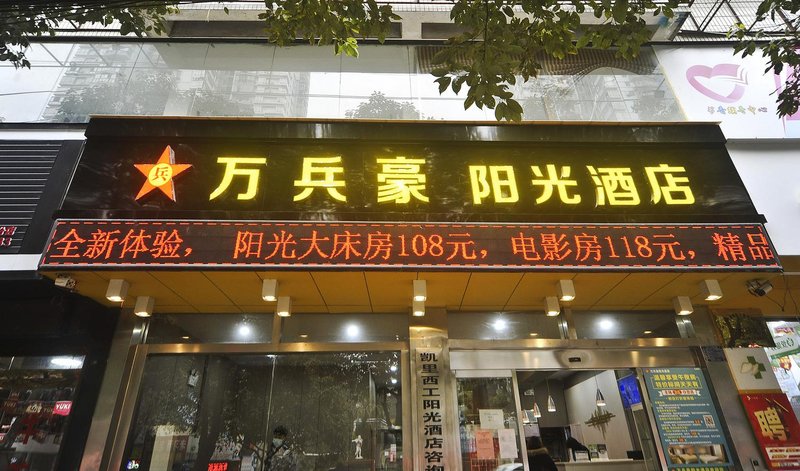 兵 万兵豪 阳光酒店
全新体验， 阳光大床房108元，电影房118元，精品
凯里西工阳光酒店咨询
YUKI
聘